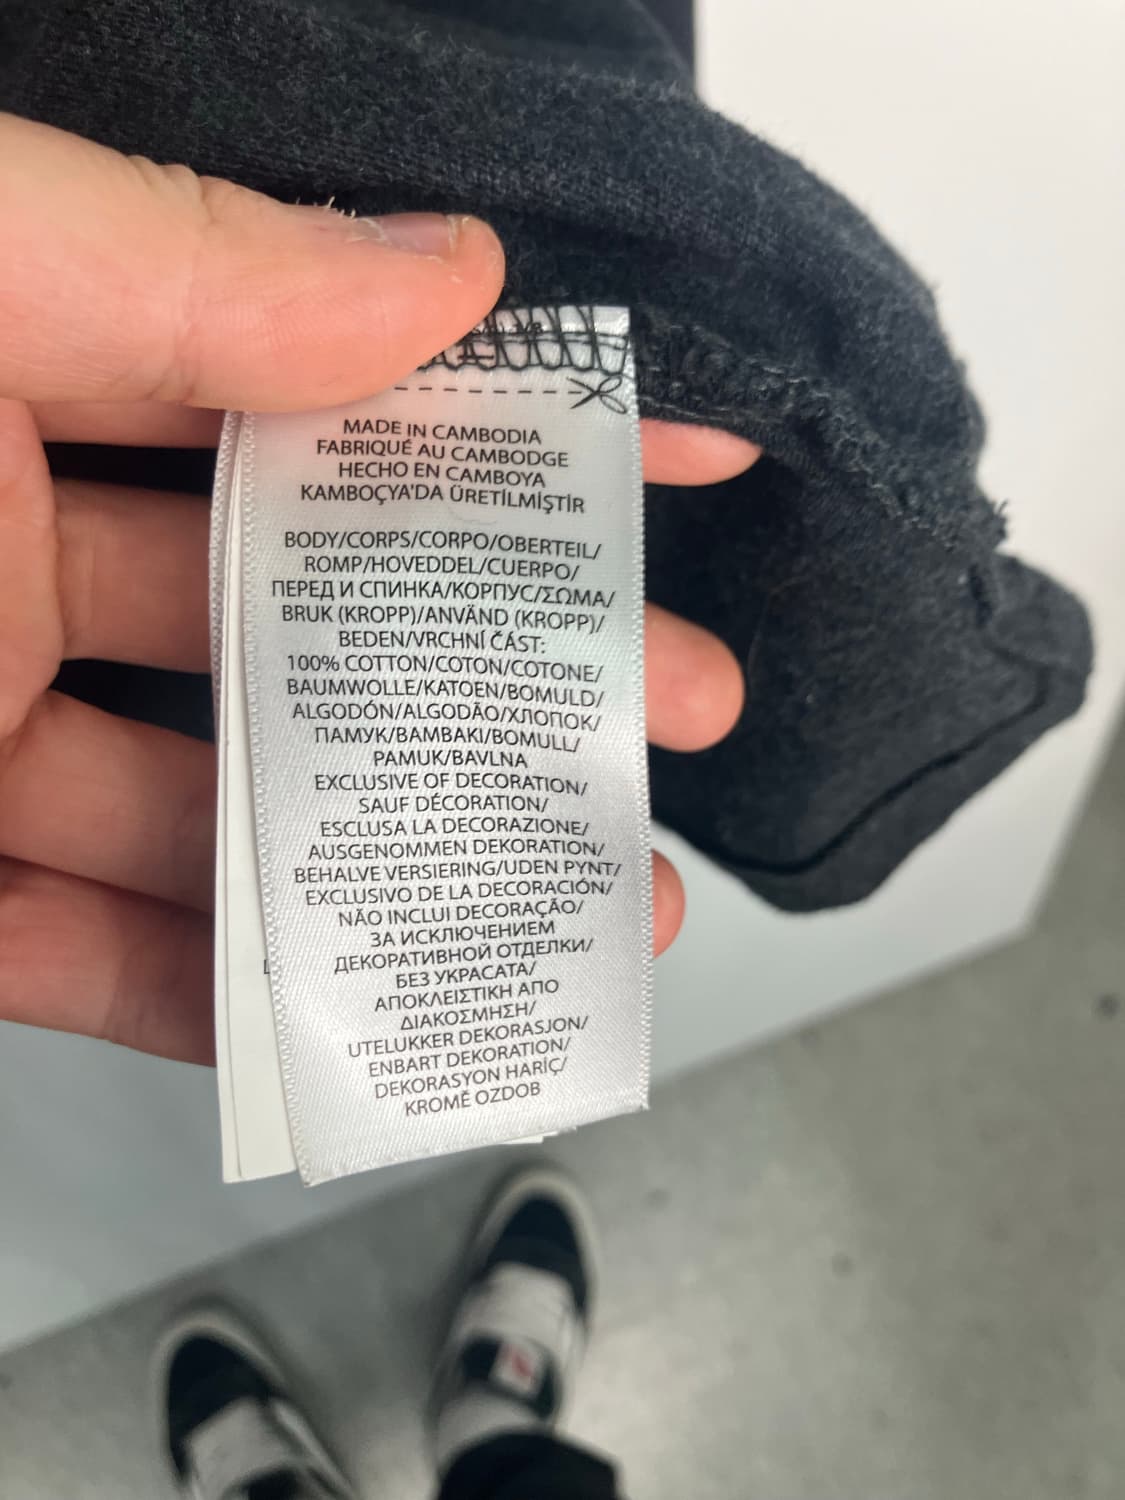 MADE IN CAMBODIA
FABRIQUÉ AU CAMBODGE
HECHO EN CAMBOYA
KAMBOÇYA'DA ÜRETİLMİŞTİR
BODY/CORPS/CORPO/OBERTEIL/
ROMP/HOVEDDEL/CUERPO/
ПЕРЕД И СПИНКА/КОРПУС/ΣΩΜΑ/
BRUK (KROPP)/ANVÄND (KROPP)/
BEDEN/VRCHNÍ ČÁST:
100% COTTON/COTON/COTONE/
BAUMWOLLE/KATOEN/BOMULD/
ALGODÓN/ALGODÃO/ХЛОПОК/
ПАМУК/BAMBAKI/BOMULL/
PAMUK/BAVLNA
EXCLUSIVE OF DECORATION/
SAUF DÉCORATION/
ESCLUSA LA DECORAZIONE/
AUSGENOMMEN DEKORATION/
BEHALVE VERSIERING/UDEN PYNT/
EXCLUSIVO DE LA DECORACIÓN/
NÃO INCLUI DECORAÇÃO/
ЗА ИСКЛЮЧЕНИЕМ
ДЕКОРАТИВНОЙ ОТДЕЛКИ/
БЕЗ УКРАСАТА/
ΑΠΟΚΛΕΙΣΤΙΚΗ ΑΠΟ
ΔΙΑΚΟΣΜΗΣΗ/
UTELUKKER DEKORASJON/
ENBART DEKORATION/
DEKORASYON HARİÇ/
KROMĚ OZDOB